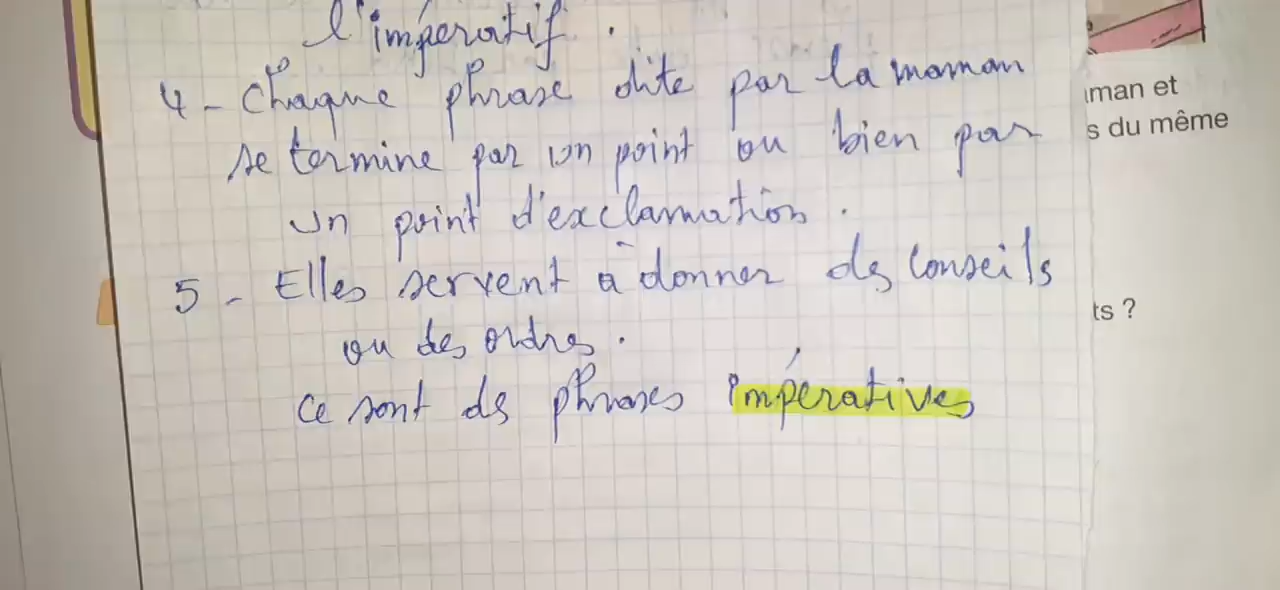 l'impératif.
4 - chaque phrase dite par la maman
se termine par un point ou bien par
un point d'exclamation.
5 - Elles servent à donner des conseils
ou des ordres.
ce sont des phrases impératives
man et
s du même
ts ?